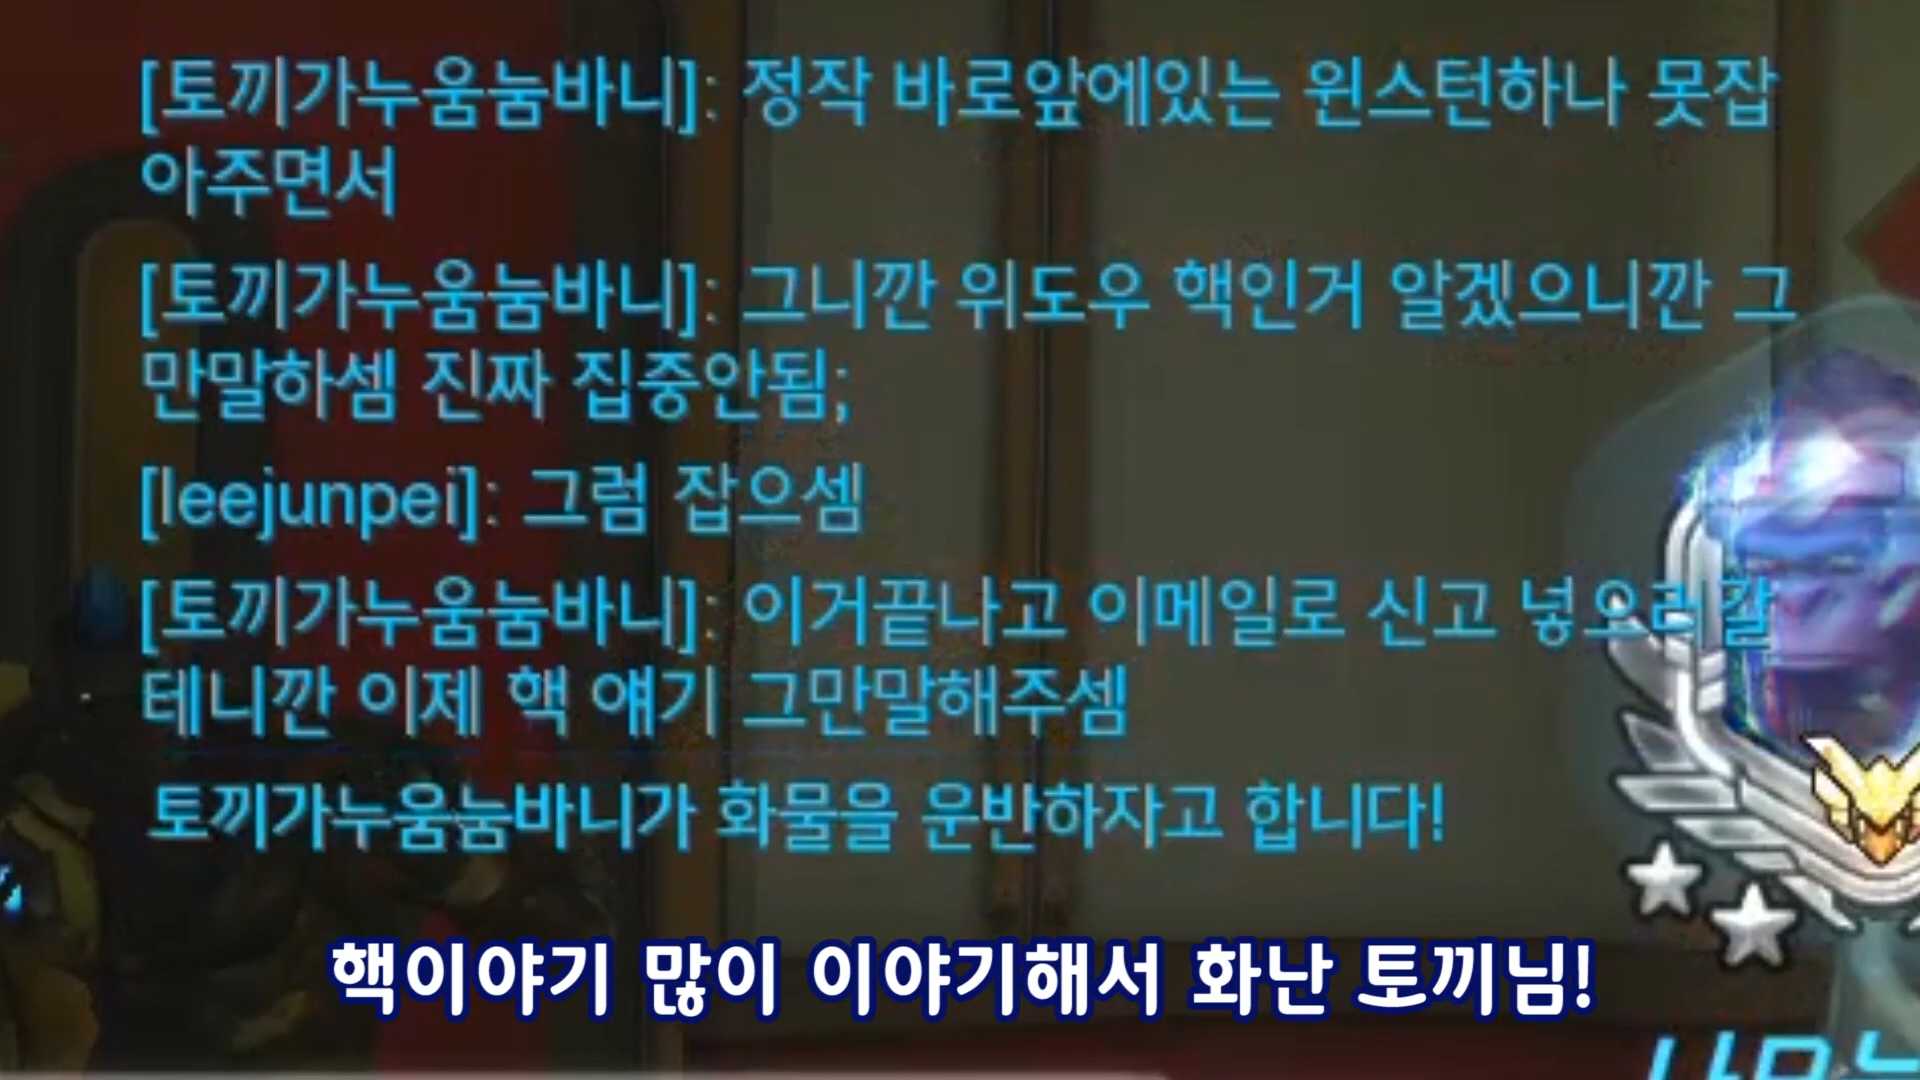 [토끼가누움눔바니]: 정작 바로앞에있는 윈스턴하나 못잡
아주면서
[토끼가누움눔바니]: 그니깐 위도우 핵인거 알겠으니깐 그
만말하셈 진짜 집중안됨;
[leejunpei]: 그럼 잡으셈
[토끼가누움눔바니]: 이거끝나고 이메일로 신고 넣으러갈
테니깐 이제 핵 얘기 그만말해주셈
토끼가누움눔바니가 화물을 운반하자고 합니다!
핵이야기 많이 이야기해서 화난 토끼님!